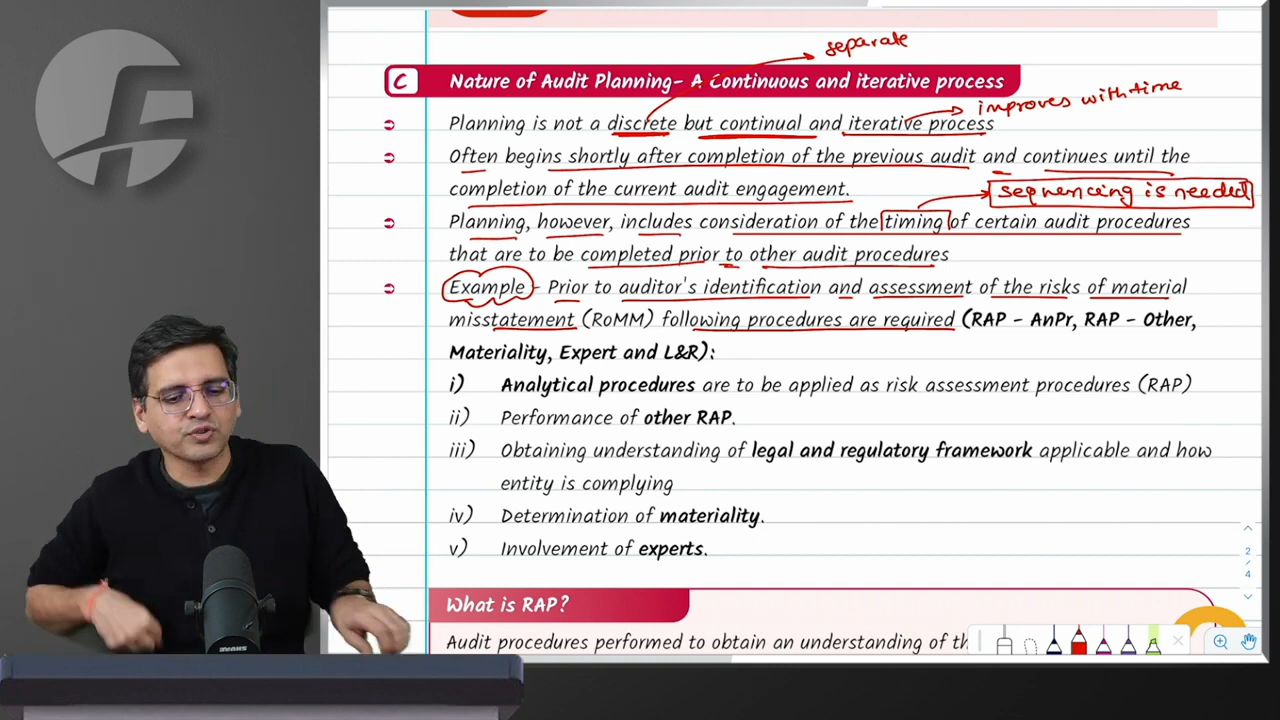 separate
C Nature of Audit Planning- A Continuous and iterative process
improves with time
Planning is not a discrete but continual and iterative process
Often begins shortly after completion of the previous audit and continues until the
completion of the current audit engagement.
sequencing is needed
Planning, however, includes consideration of the timing of certain audit procedures
that are to be completed prior to other audit procedures
Example - Prior to auditor's identification and assessment of the risks of material
misstatement (RoMM) following procedures are required (RAP - AnPr, RAP - Other,
Materiality, Expert and L&R):
i) Analytical procedures are to be applied as risk assessment procedures (RAP)
ii) Performance of other RAP.
iii) Obtaining understanding of legal and regulatory framework applicable and how
entity is complying
iv) Determination of materiality.
v) Involvement of experts.
2
/
4
What is RAP?
Audit procedures performed to obtain an understanding of th